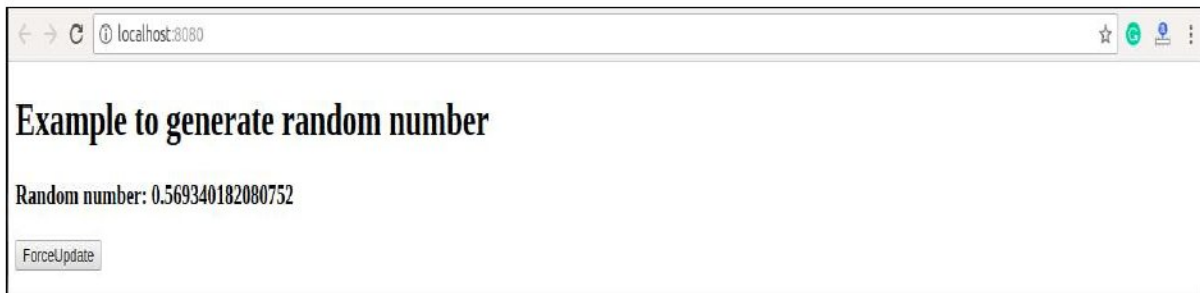 localhost:8080
Example to generate random number
Random number: 0.569340182080752
ForceUpdate